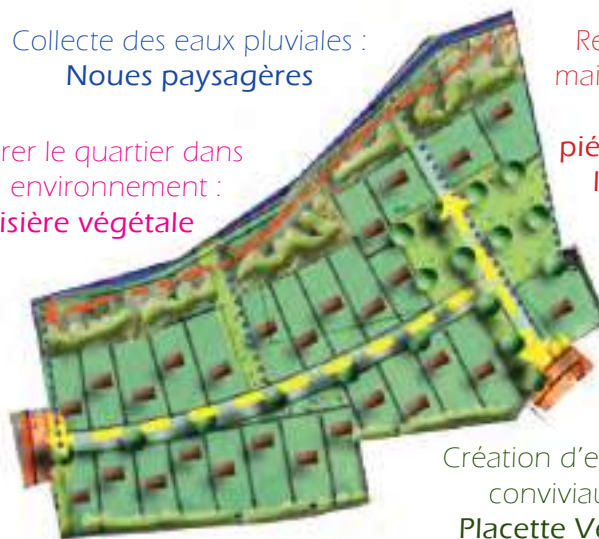 Collecte des eaux pluviales :
Noues paysagères
rer le quartier dans
environnement :
isière végétale
Re
mai
pié
l
Création d'e
conviviau
Placette Ve